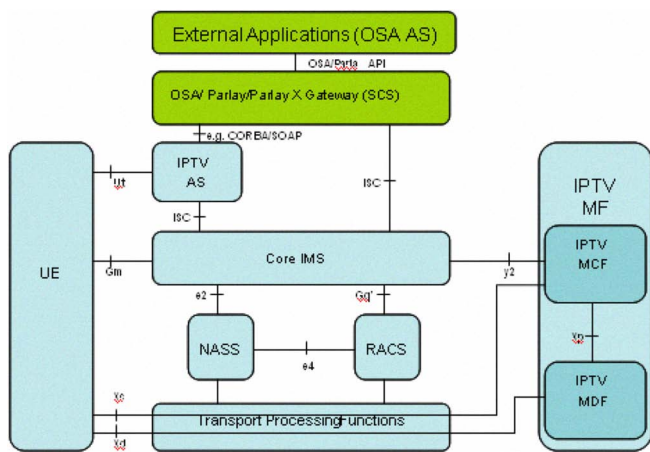 External Applications (OSA AS)
OSA/Parla API
OSA/ Parlay/Parlay X Gateway (SCS)
e.g. CORBA/SOAP
IPTV
AS
Ut
ISC
ISC
IPTV
MF
UE
Gm
Core IMS
y2
IPTV
MCF
e2
Gq'
NASS
e4
RACS
Xp
IPTV
MDF
Xc
Transport ProcessingFunctions
Xd